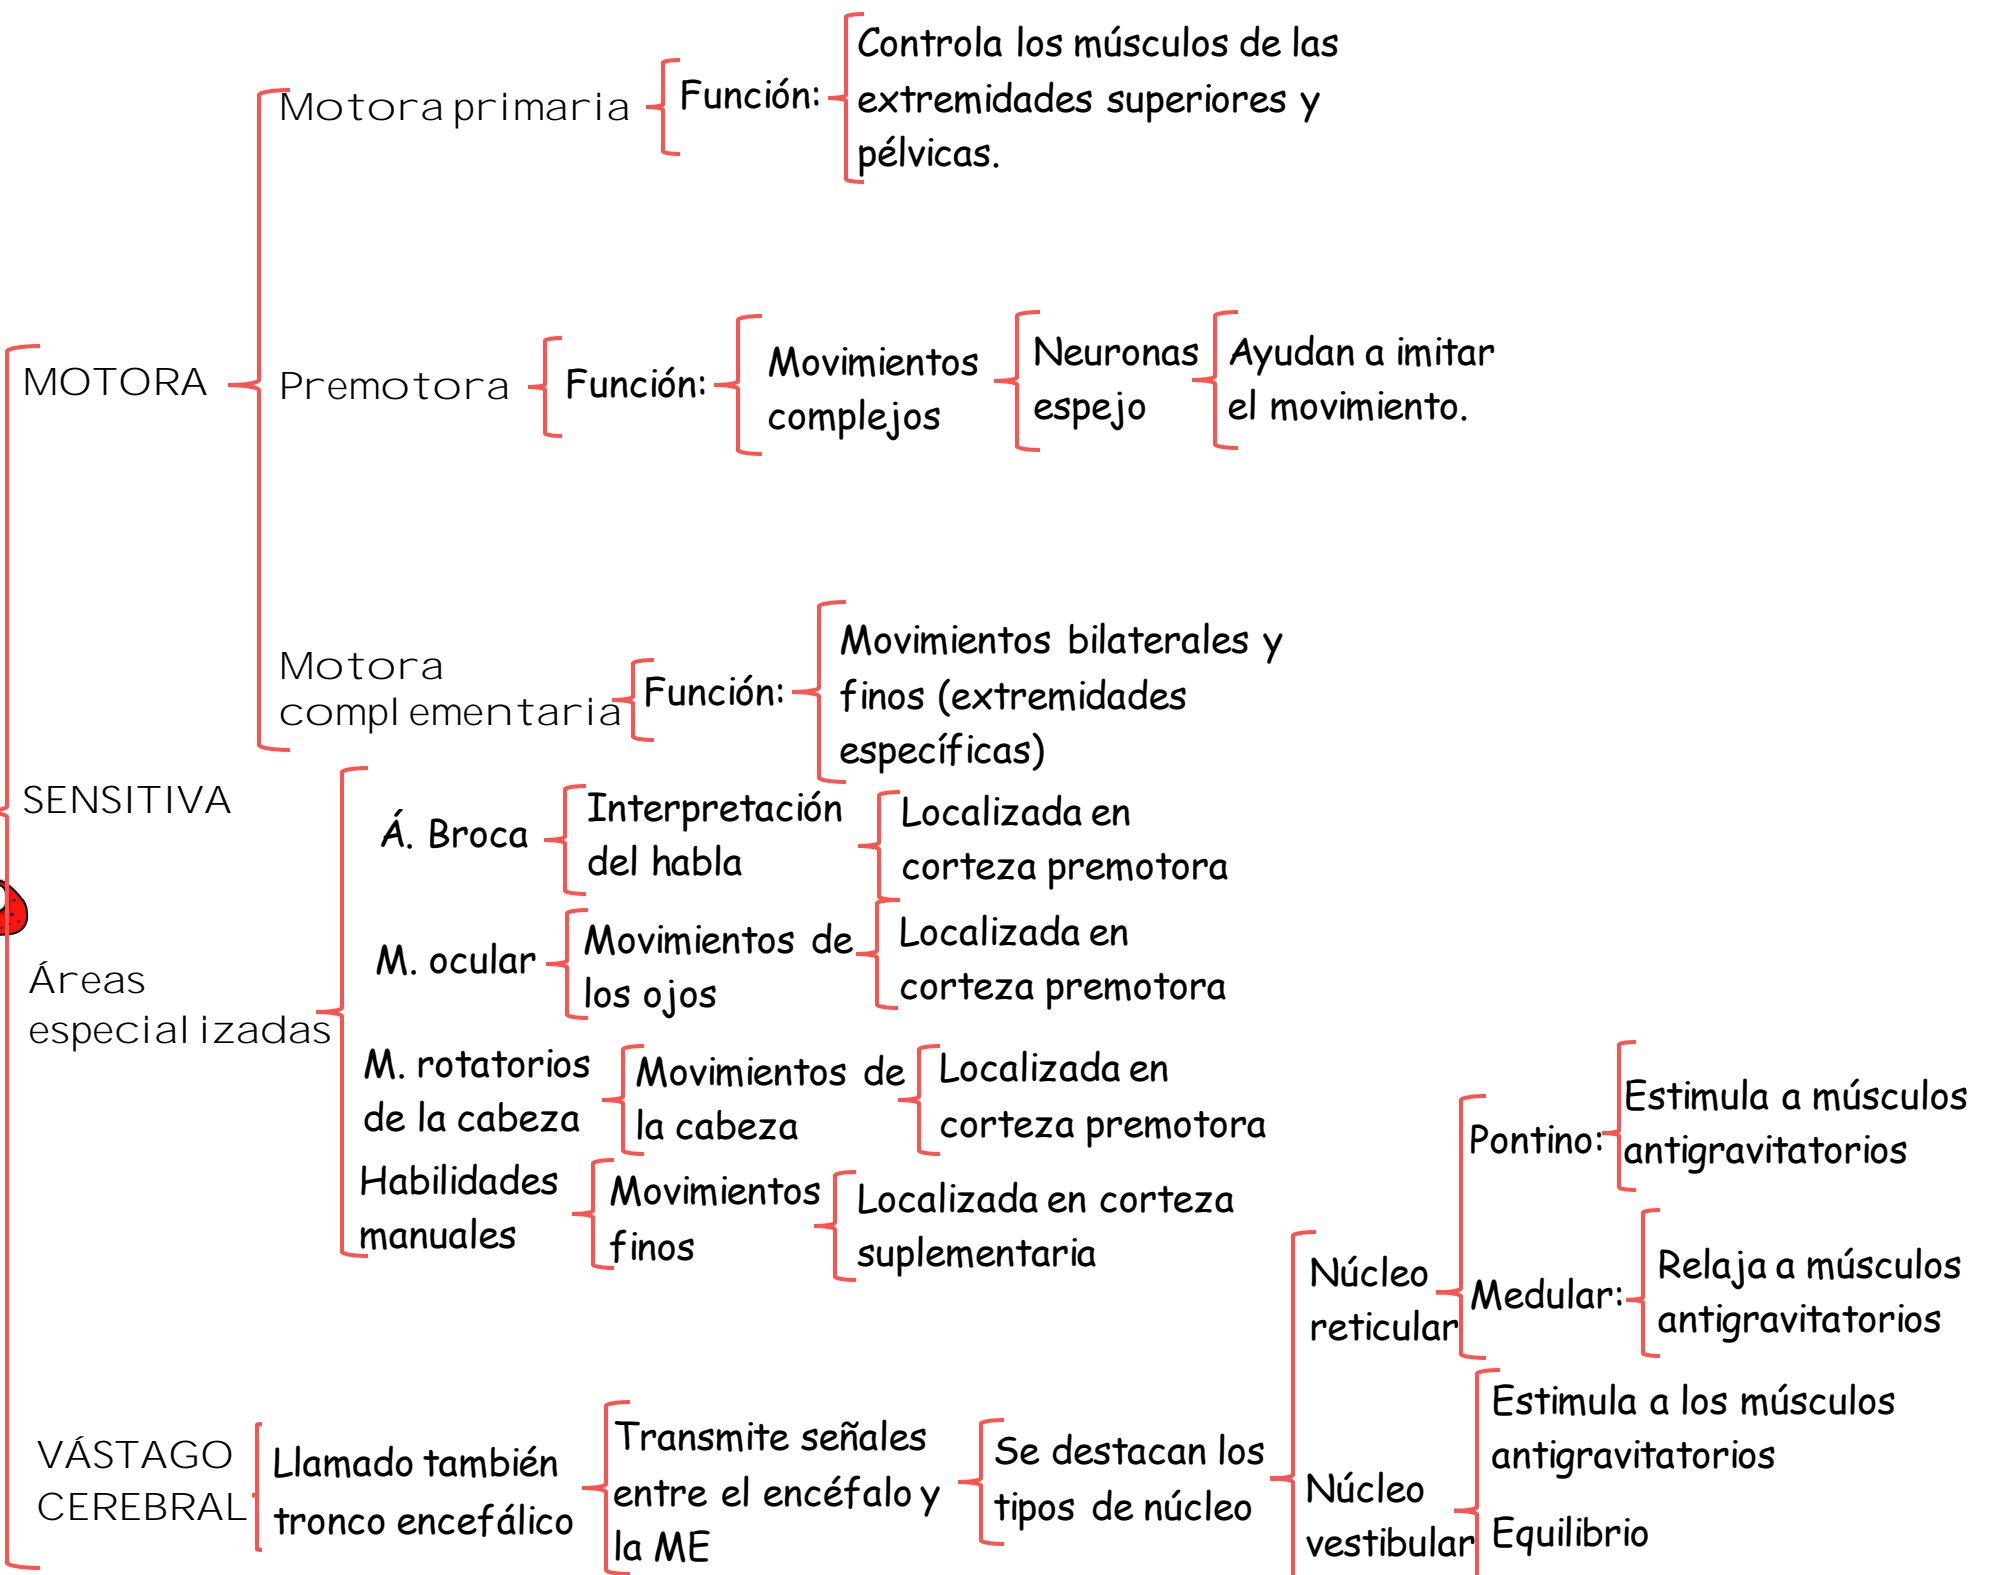 MOTORA
Motora primaria
Función:
Controla los músculos de las
extremidades superiores y
pélvicas.
Premotora
Función:
Movimientos
complejos
Neuronas
espejo
Ayudan a imitar
el movimiento.
Motora
complementaria
Función:
Movimientos bilaterales y
finos (extremidades
específicas)
SENSITIVA
Áreas
especializadas
Á. Broca
Interpretación
del habla
Localizada en
corteza premotora
M. ocular
Movimientos de
los ojos
Localizada en
corteza premotora
M. rotatorios
de la cabeza
Movimientos de
la cabeza
Localizada en
corteza premotora
Habilidades
manuales
Movimientos
finos
Localizada en corteza
suplementaria
VÁSTAGO
CEREBRAL
Llamado también
tronco encefálico
Transmite señales
entre el encéfalo y
la ME
Se destacan los
tipos de núcleo
Núcleo
reticular
Pontino:
Estimula a músculos
antigravitatorios
Medular:
Relaja a músculos
antigravitatorios
Núcleo
vestibular
Estimula a los músculos
antigravitatorios
Equilibrio